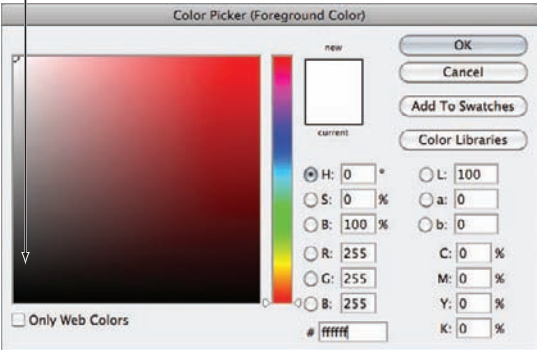 Color Picker (Foreground Color)
new
current
OK
Cancel
Add To Swatches
Color Libraries
H: 0 °
S: 0 %
B: 100 %
R: 255
G: 255
B: 255
# ffffff
L: 100
a: 0
b: 0
C: 0 %
M: 0 %
Y: 0 %
K: 0 %
Only Web Colors